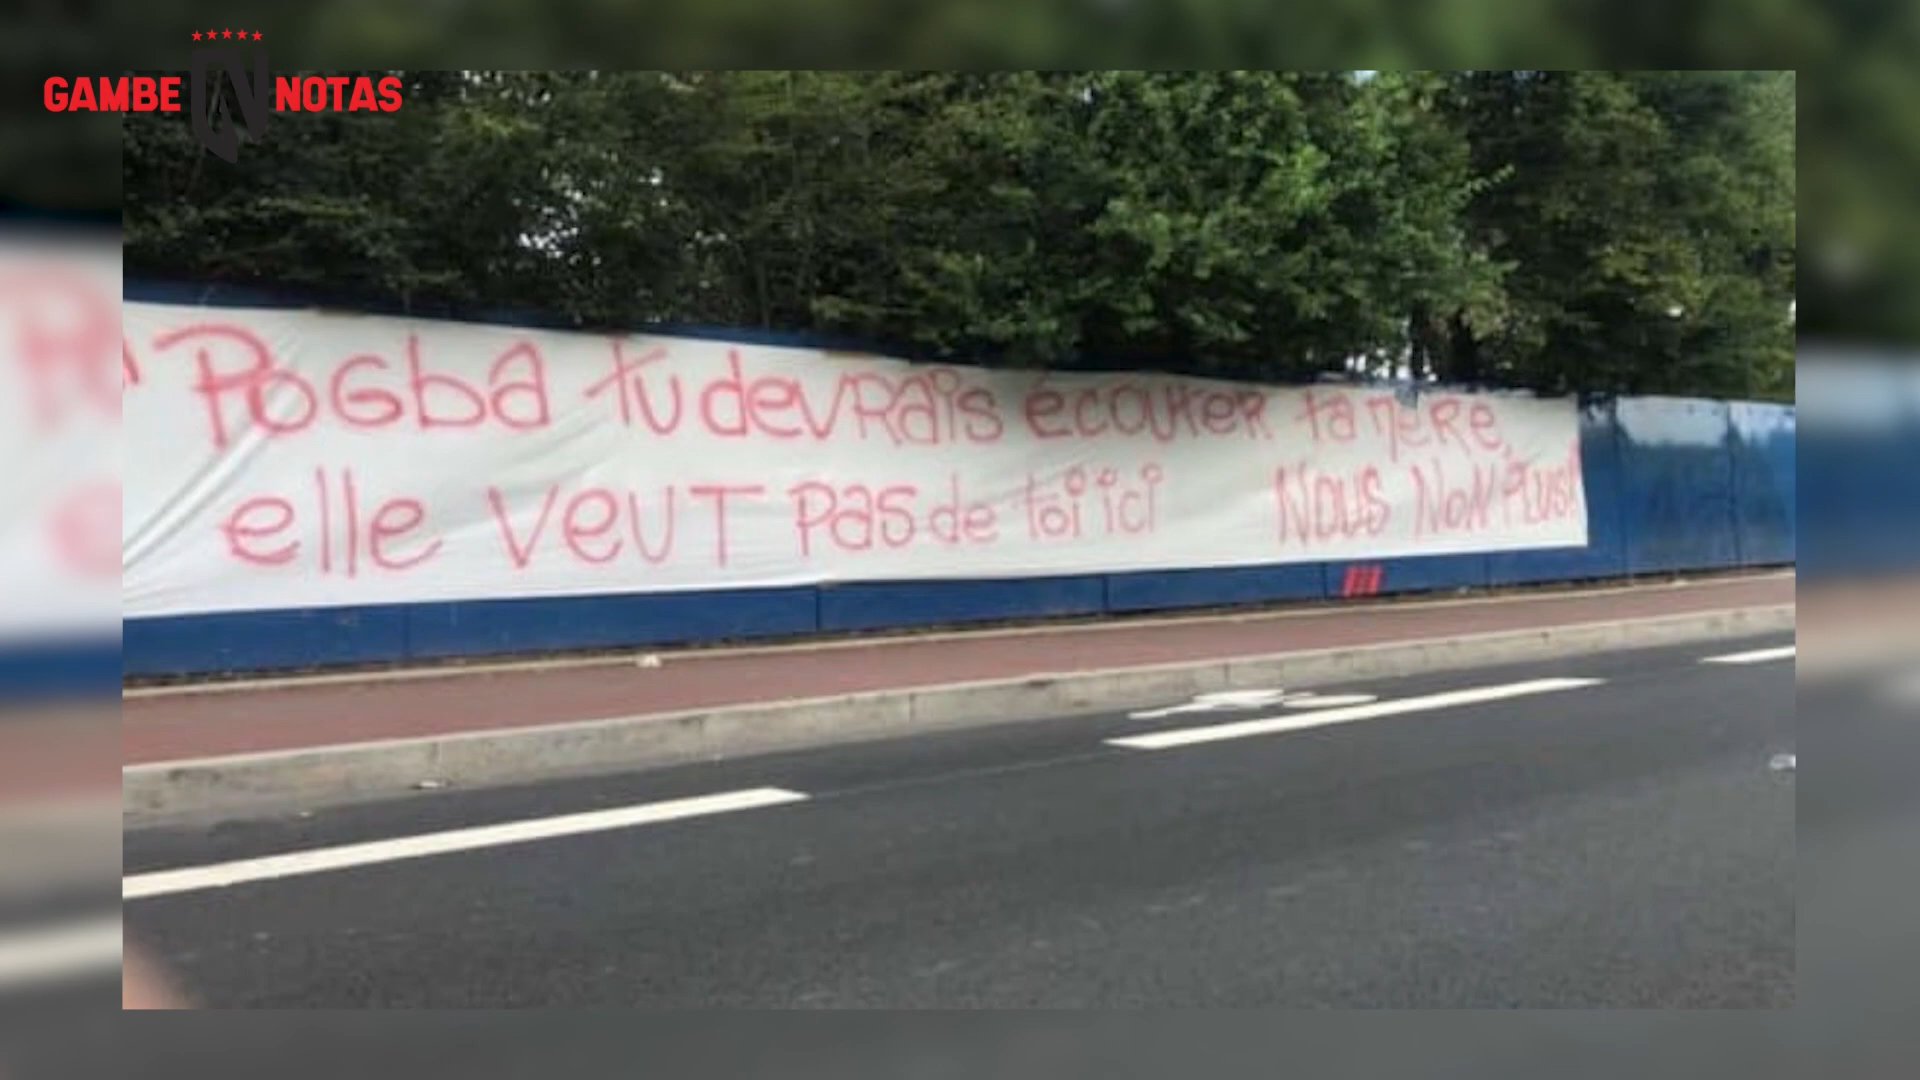 GAMBE NOTAS
POGbA tu deVRAis écouter ta mère,
elle VeuT pas de toi ici NOUS NON PLUS!!